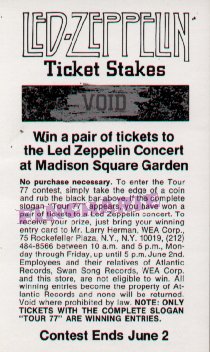 LED-ZEPPELIN
Ticket Stakes
VOID
Win a pair of tickets to
the Led Zeppelin Concert
at Madison Square Garden
No purchase necessary. To enter the Tour
77 contest, simply take the edge of a coin
and rub the black bar above. If the complete
slogan "Tour 77" appears, you have won a
pair of tickets to a Led Zeppelin concert. To
receive your prize, just bring your winning
entry card to Mr. Larry Herman, WEA Corp.,
75 Rockefeller Plaza, N.Y., N.Y. 10019, (212)
484-8566 between 10 a.m. and 5 p.m., Mon-
day through Friday, up until 5 p.m. June 2nd.
Employees and their relatives of Atlantic
Records, Swan Song Records, WEA Corp.
and this store, are not eligible to win. All
winning entries become the property of At-
lantic Records and none will be returned.
Void where prohibited by law. NOTE: ONLY
TICKETS WITH THE COMPLETE SLOGAN
"TOUR 77" ARE WINNING ENTRIES.
Contest Ends June 2